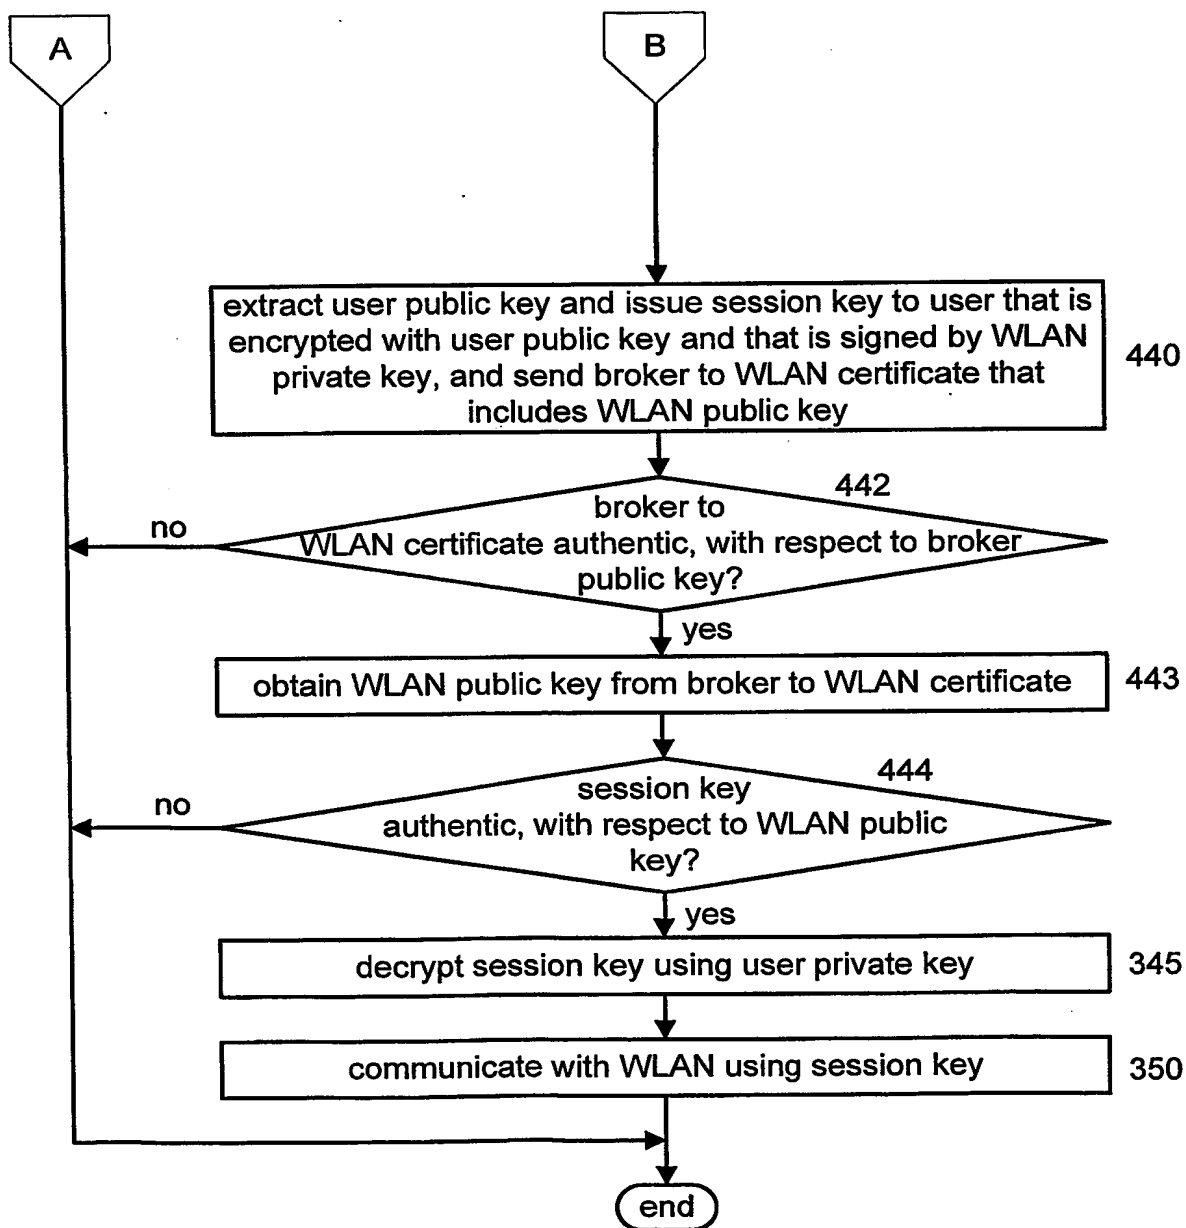 A
B
extract user public key and issue session key to user that is
encrypted with user public key and that is signed by WLAN
private key, and send broker to WLAN certificate that
includes WLAN public key
440
442
broker to
WLAN certificate authentic, with respect to broker
public key?
no
yes
obtain WLAN public key from broker to WLAN certificate
443
444
session key
authentic, with respect to WLAN public
key?
no
yes
decrypt session key using user private key
345
communicate with WLAN using session key
350
end